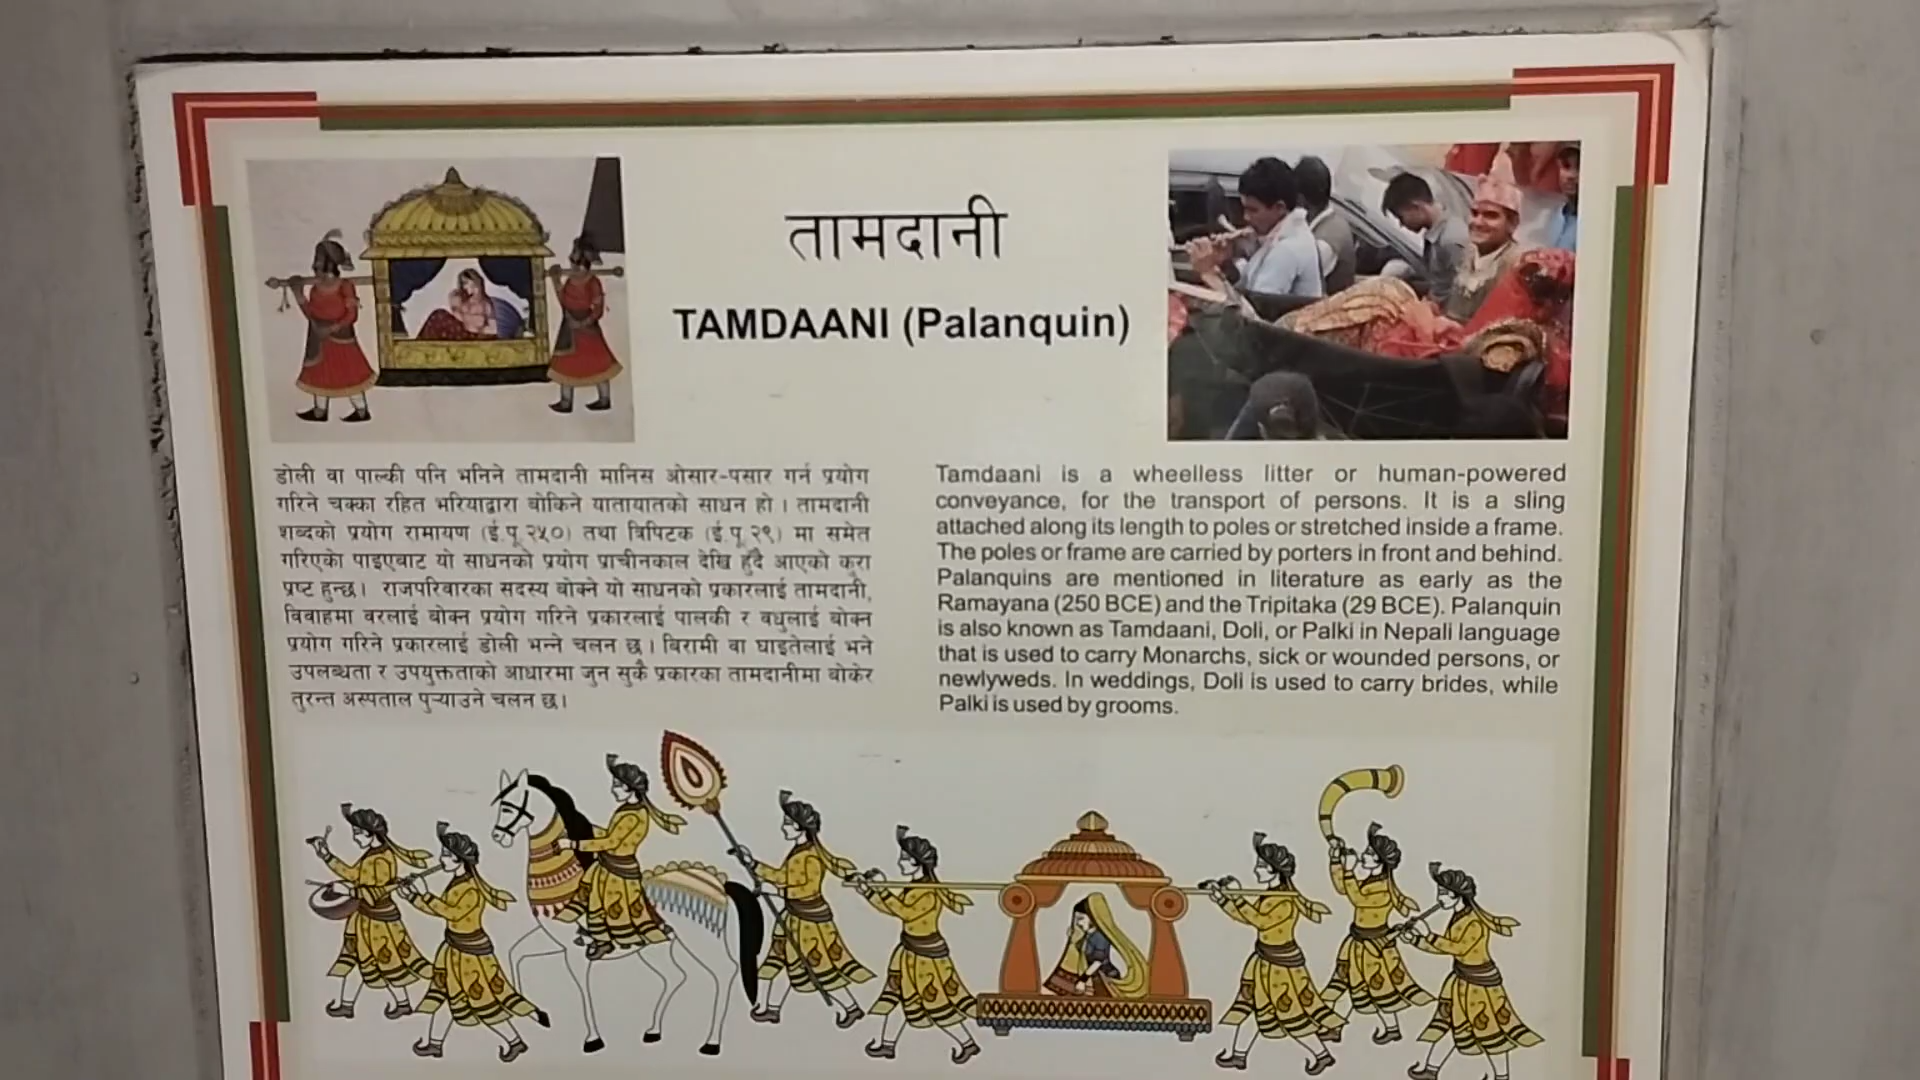 तामदानी
TAMDAANI (Palanquin)
डोली वा पाल्की पनि भनिने तामदानी मानिस ओसार-पसार गर्न प्रयोग
गरिने चक्का रहित भरियाद्वारा बोकिने यातायातको साधन हो । तामदानी
शब्दको प्रयोग रामायण (ई.पू.२५०) तथा त्रिपिटक (ई.पू.२९) मा समेत
गरिएको पाइएबाट यो साधनको प्रयोग प्राचीनकाल देखि हुँदै आएको कुरा
प्रष्ट हुन्छ। राजपरिवारका सदस्य बोक्ने यो साधनको प्रकारलाई तामदानी,
विवाहमा वरलाई बोक्न प्रयोग गरिने प्रकारलाई पालकी र वधुलाई बोक्न
प्रयोग गरिने प्रकारलाई डोली भन्ने चलन छ। बिरामी वा घाइतेलाई भने
उपलब्धता र उपयुक्तताको आधारमा जुन सुकै प्रकारका तामदानीमा बोकेर
तुरन्त अस्पताल पुऱ्याउने चलन छ।
Tamdaani is a wheelless litter or human-powered
conveyance, for the transport of persons. It is a sling
attached along its length to poles or stretched inside a frame.
The poles or frame are carried by porters in front and behind.
Palanquins are mentioned in literature as early as the
Ramayana (250 BCE) and the Tripitaka (29 BCE). Palanquin
is also known as Tamdaani, Doli, or Palki in Nepali language
that is used to carry Monarchs, sick or wounded persons, or
newlyweds. In weddings, Doli is used to carry brides, while
Palki is used by grooms.